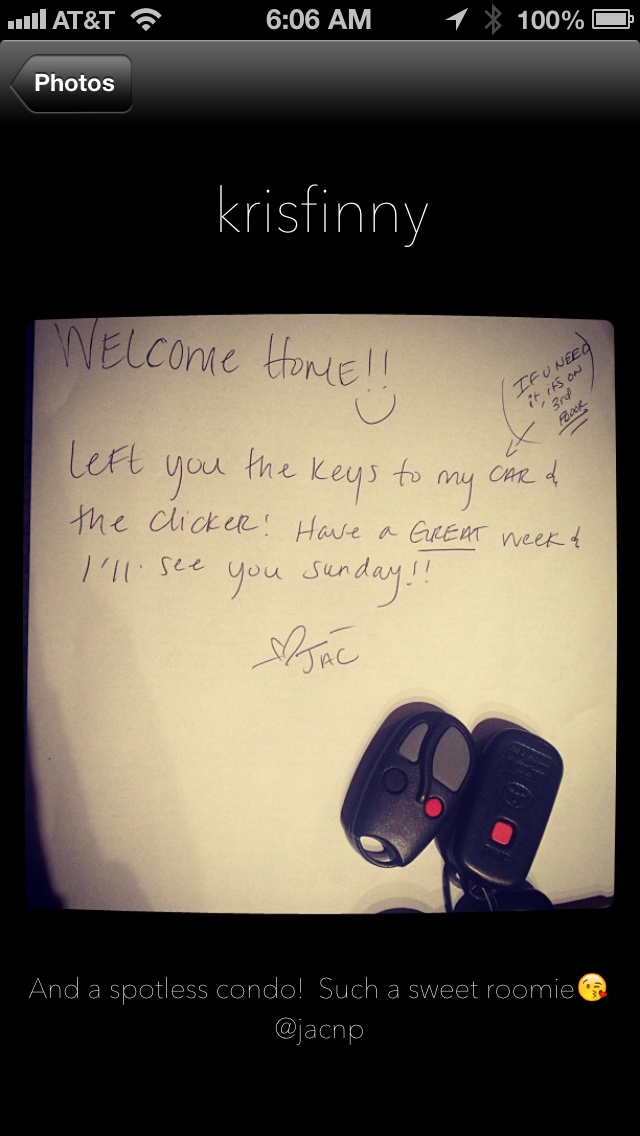 AT&T 6:06 AM 100%
Photos
krisfinny
WELCOME HOME!!
IF U NEED
it, it's ON
3rd
FLOOR
Left you the keys to my CAR &
the clicker! Have a GREAT week &
I'll see you sunday!!
JAC
And a spotless condo! Such a sweet roomie😘
@jacnp